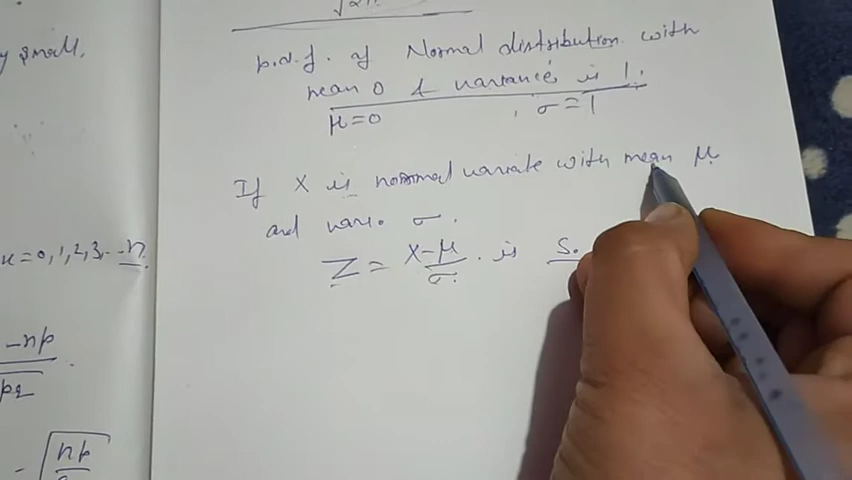 y small.
x = 0, 1, 2, 3, --- n.
-np
pq
- √np
p.d.f. of Normal distribution with
mean 0 & variance is 1.
μ = 0 , σ = 1
If X is normal variate with mean μ
and vari. σ.
Z = X-μ/σ. is S.